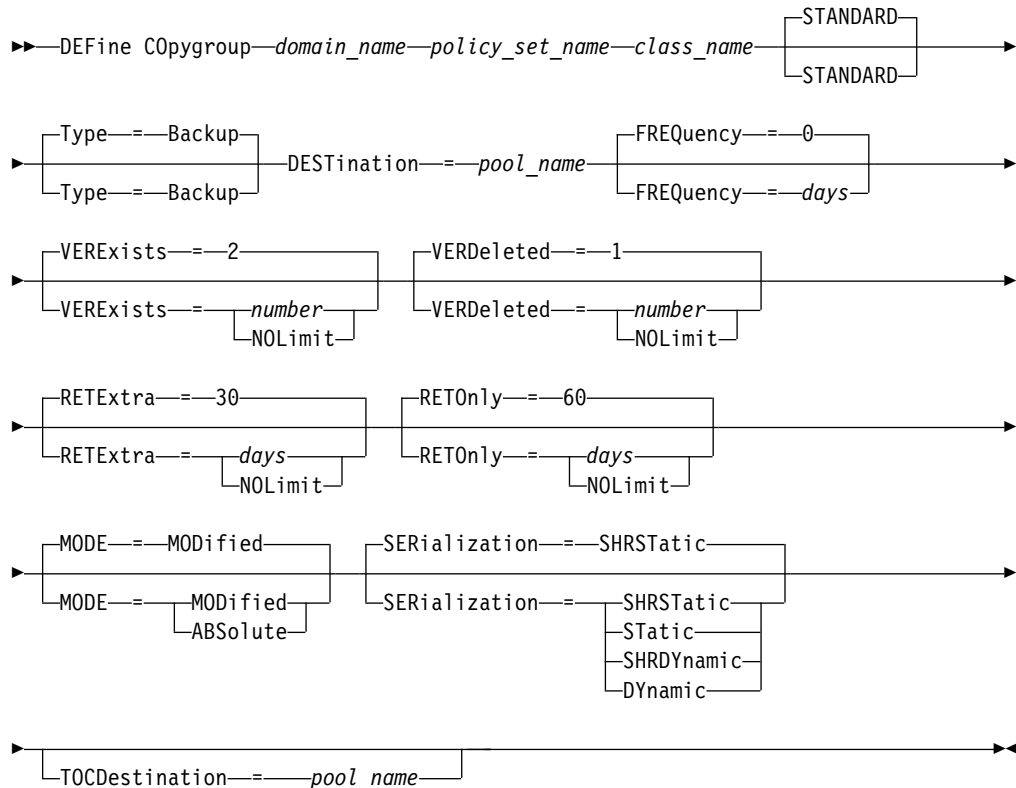 STANDARD
DEFine COpygroup domain_name policy_set_name class_name
STANDARD
Type = Backup FREQuency = 0
DESTination = pool_name
Type = Backup FREQuency = days
VERExists = 2 VERDeleted = 1
VERExists = number VERDeleted = number
NOLimit NOLimit
RETExtra = 30 RETOnly = 60
RETExtra = days RETOnly = days
NOLimit NOLimit
MODE = MODified SERialization = SHRSTatic
MODE = MODified SERialization = SHRSTatic
ABSolute STatic
SHRDYnamic
DYnamic
TOCDestination = pool_name